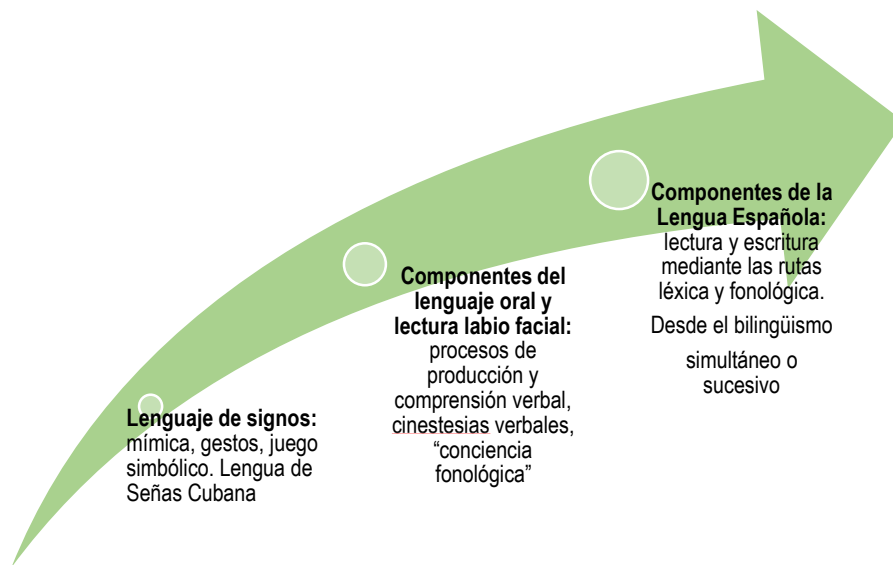 Lenguaje de signos:
mímica, gestos, juego
simbólico. Lengua de
Señas Cubana
Componentes del
lenguaje oral y
lectura labio facial:
procesos de
producción y
comprensión verbal,
cinestesias verbales,
“conciencia
fonológica”
Componentes de la
Lengua Española:
lectura y escritura
mediante las rutas
léxica y fonológica.
Desde el bilingüismo
simultáneo o
sucesivo